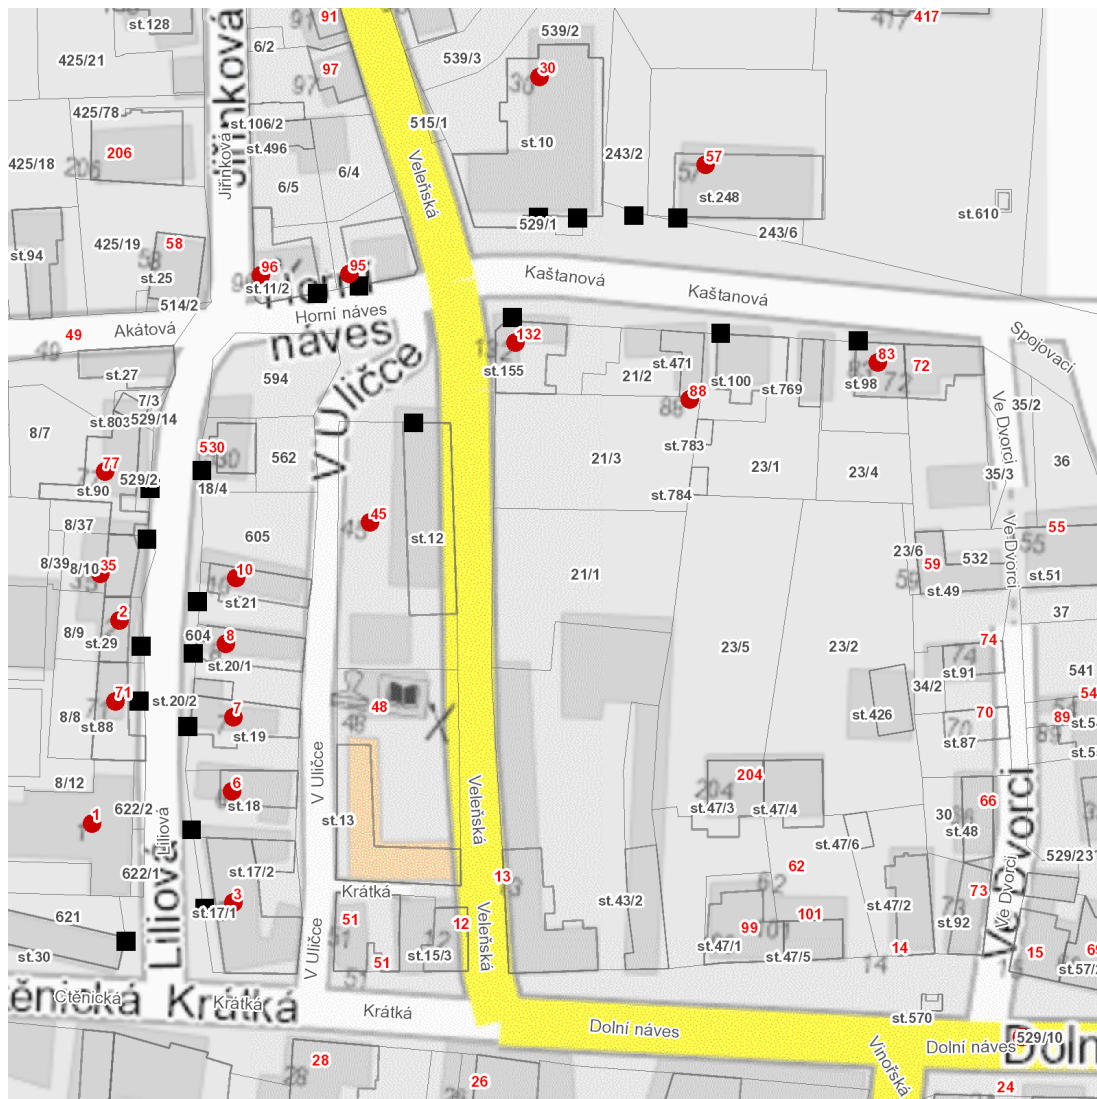 91
st.128
6/2
425/21
97
539/3
539/2
417
30
425/78
515/1
st.106/2
206
st.496
st.10
243/2
57
425/18
6/4
6/5
Jiřinková
Jiřinková
Veleňská
st.248
st.610
529/1
243/6
425/19
58
st.94
st.25
96
95
st.11/2
514/2
Kaštanová
Kaštanová
Horní náves
Horní
náves
Akátová
49
132
st.155
Spojovací
83
72
st.471
st.100
st.769
st.98
21/2
88
st.27
594
V Uličce
7/3
st.803
529/14
8/7
530
35/2
Ve Dvorci
st.783
36
77
562
21/3
23/1
23/4
35/3
st.90
529/2
18/4
st.784
45
8/37
605
st.12
Ve Dvorci
55
23/6
532
59
8/39
8/10
35
10
21/1
st.49
st.51
st.21
37
2
8/9
st.29
604
8
st.20/1
23/5
23/2
74
st.91
541
34/2
54
71
st.20/2
48
8/8
st.88
7
st.19
st.426
70
st.87
89
V Uličce
8/12
6
st.18
204
66
622/2
1
st.13
st.47/3
st.47/4
30
st.48
Veleňská
Liliová
Liliová
st.47/6
529/237
622/1
st.17/2
13
62
Ve Dvorci
Ve Dvorci
73
Krátká
3
st.17/1
st.43/2
st.47/2
621
51
12
101
99
st.92
st.30
V Uličce
51
st.15/3
Veleňská
st.47/1
st.47/5
14
15
69
st.57/2
Ctěnická
Krátká
Krátká
Krátká
st.570
Dolní náves
Dolní náves
529/10
28
26
Vinořská
24